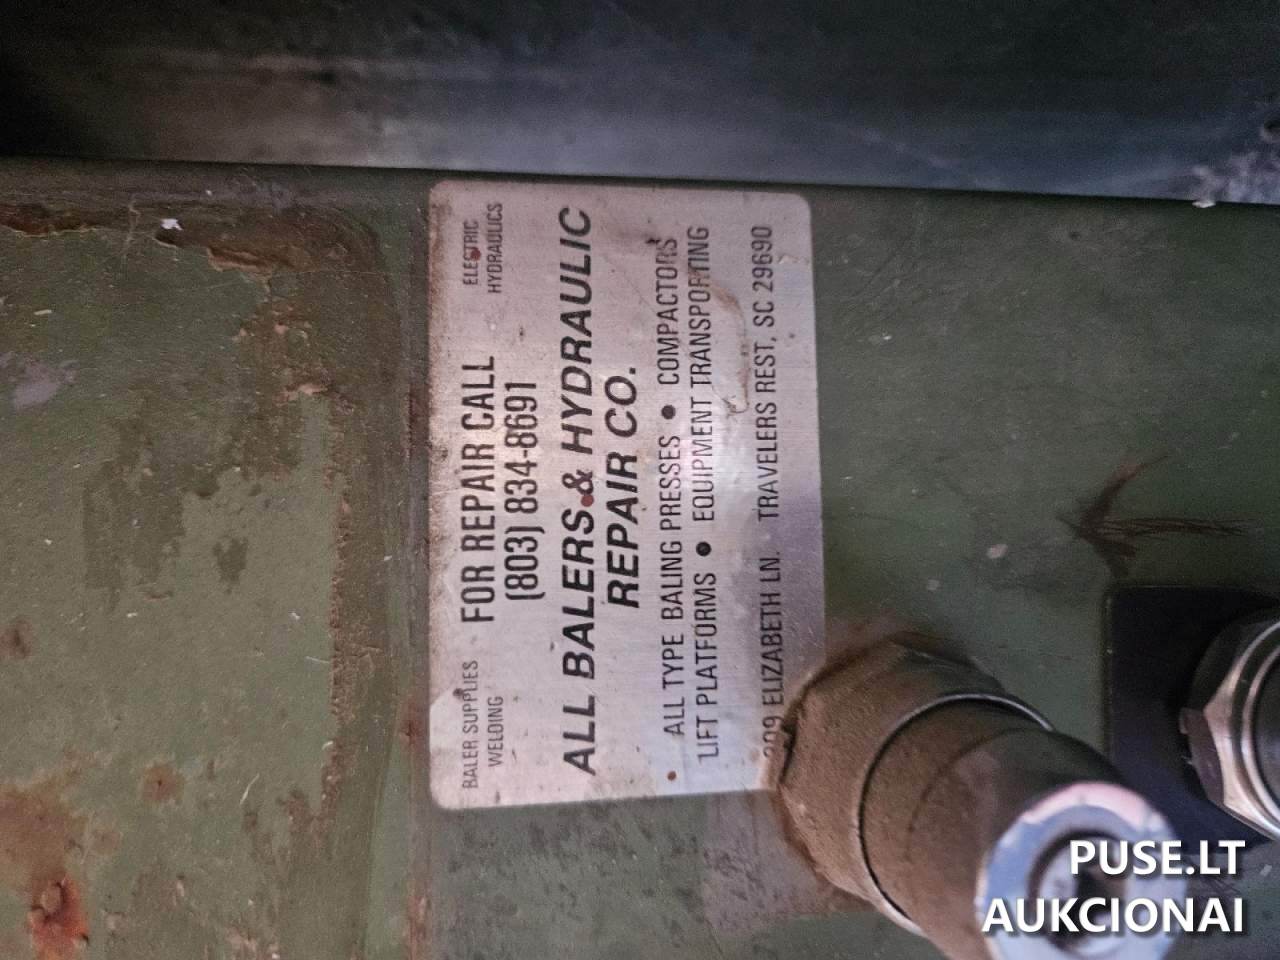 BALER SUPPLIES
WELDING
FOR REPAIR CALL
(803) 834-8691
ELECTRIC
HYDRAULICS
ALL BALERS & HYDRAULIC
REPAIR CO.
ALL TYPE BALING PRESSES • COMPACTORS
LIFT PLATFORMS • EQUIPMENT TRANSPORTING
ELIZABETH LN. TRAVELERS REST, SC 29690
PUSE.LT
AUKCIONAI